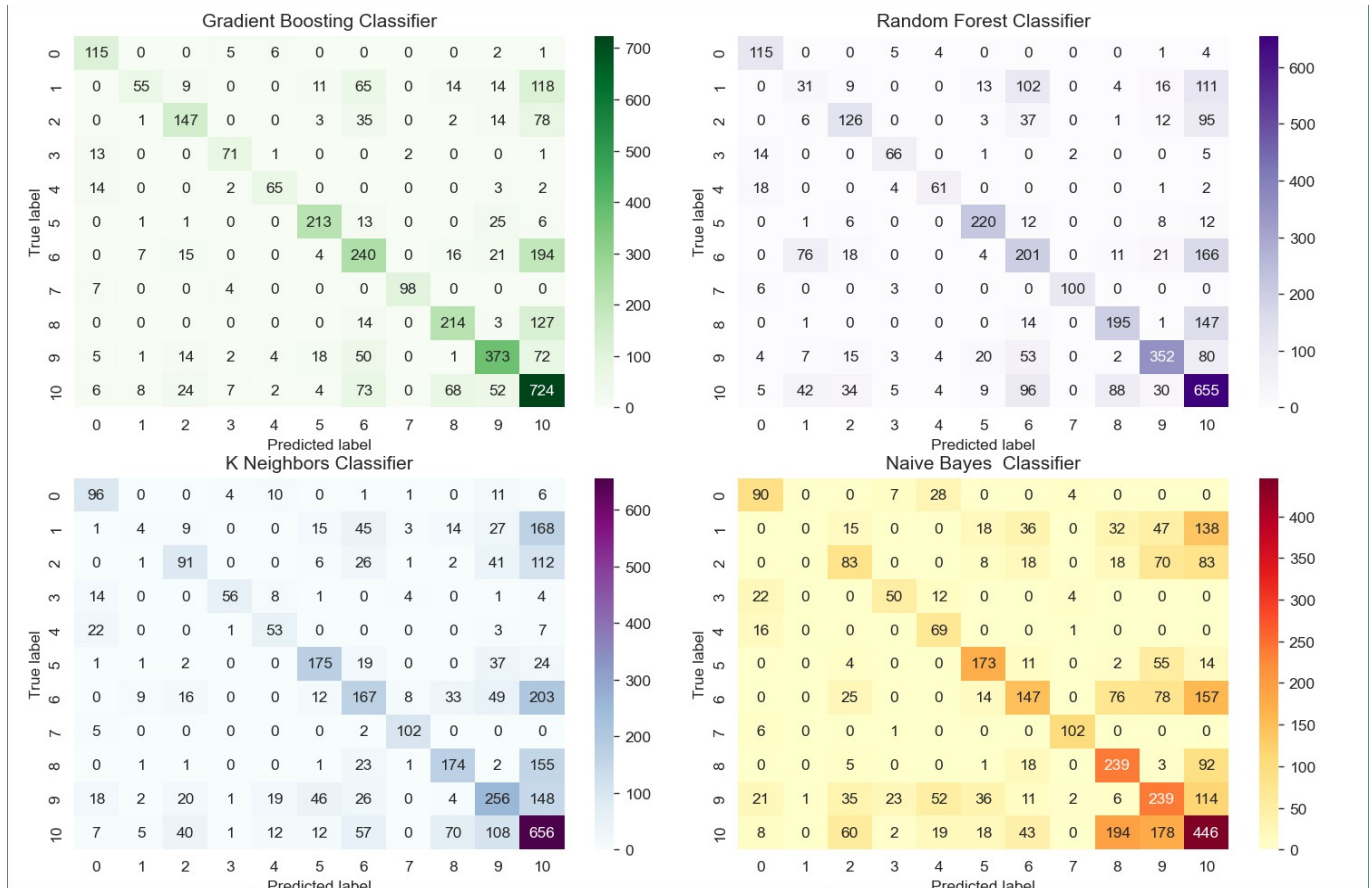 Gradient Boosting Classifier
True label
0 115 0 0 5 6 0 0 0 0 2 1
1 0 55 9 0 0 11 65 0 14 14 118
2 0 1 147 0 0 3 35 0 2 14 78
3 13 0 0 71 1 0 0 2 0 0 1
4 14 0 0 2 65 0 0 0 0 3 2
5 0 1 1 0 0 213 13 0 0 25 6
6 0 7 15 0 0 4 240 0 16 21 194
7 7 0 0 4 0 0 0 98 0 0 0
8 0 0 0 0 0 0 14 0 214 3 127
9 5 1 14 2 4 18 50 0 1 373 72
10 6 8 24 7 2 4 73 0 68 52 724
0 1 2 3 4 5 6 7 8 9 10
Predicted label
700
600
500
400
300
200
100
0
Random Forest Classifier
True label
0 115 0 0 5 4 0 0 0 0 1 4
1 0 31 9 0 0 13 102 0 4 16 111
2 0 6 126 0 0 3 37 0 1 12 95
3 14 0 0 66 0 1 0 2 0 0 5
4 18 0 0 4 61 0 0 0 0 1 2
5 0 1 6 0 0 220 12 0 0 8 12
6 0 76 18 0 0 4 201 0 11 21 166
7 6 0 0 3 0 0 0 100 0 0 0
8 0 1 0 0 0 0 14 0 195 1 147
9 4 7 15 3 4 20 53 0 2 352 80
10 5 42 34 5 4 9 96 0 88 30 655
0 1 2 3 4 5 6 7 8 9 10
Predicted label
600
500
400
300
200
100
0
K Neighbors Classifier
True label
0 96 0 0 4 10 0 1 1 0 11 6
1 1 4 9 0 0 15 45 3 14 27 168
2 0 1 91 0 0 6 26 1 2 41 112
3 14 0 0 56 8 1 0 4 0 1 4
4 22 0 0 1 53 0 0 0 0 3 7
5 1 1 2 0 0 175 19 0 0 37 24
6 0 9 16 0 0 12 167 8 33 49 203
7 5 0 0 0 0 0 2 102 0 0 0
8 0 1 1 0 0 1 23 1 174 2 155
9 18 2 20 1 19 46 26 0 4 256 148
10 7 5 40 1 12 12 57 0 70 108 656
0 1 2 3 4 5 6 7 8 9 10
Predicted label
600
500
400
300
200
100
0
Naive Bayes Classifier
True label
0 90 0 0 7 28 0 0 4 0 0 0
1 0 0 15 0 0 18 36 0 32 47 138
2 0 0 83 0 0 8 18 0 18 70 83
3 22 0 0 50 12 0 0 4 0 0 0
4 16 0 0 0 69 0 0 1 0 0 0
5 0 0 4 0 0 173 11 0 2 55 14
6 0 0 25 0 0 14 147 0 76 78 157
7 6 0 0 1 0 0 0 102 0 0 0
8 0 0 5 0 0 1 18 0 239 3 92
9 21 1 35 23 52 36 11 2 6 239 114
10 8 0 60 2 19 18 43 0 194 178 446
0 1 2 3 4 5 6 7 8 9 10
Predicted label
400
350
300
250
200
150
100
50
0